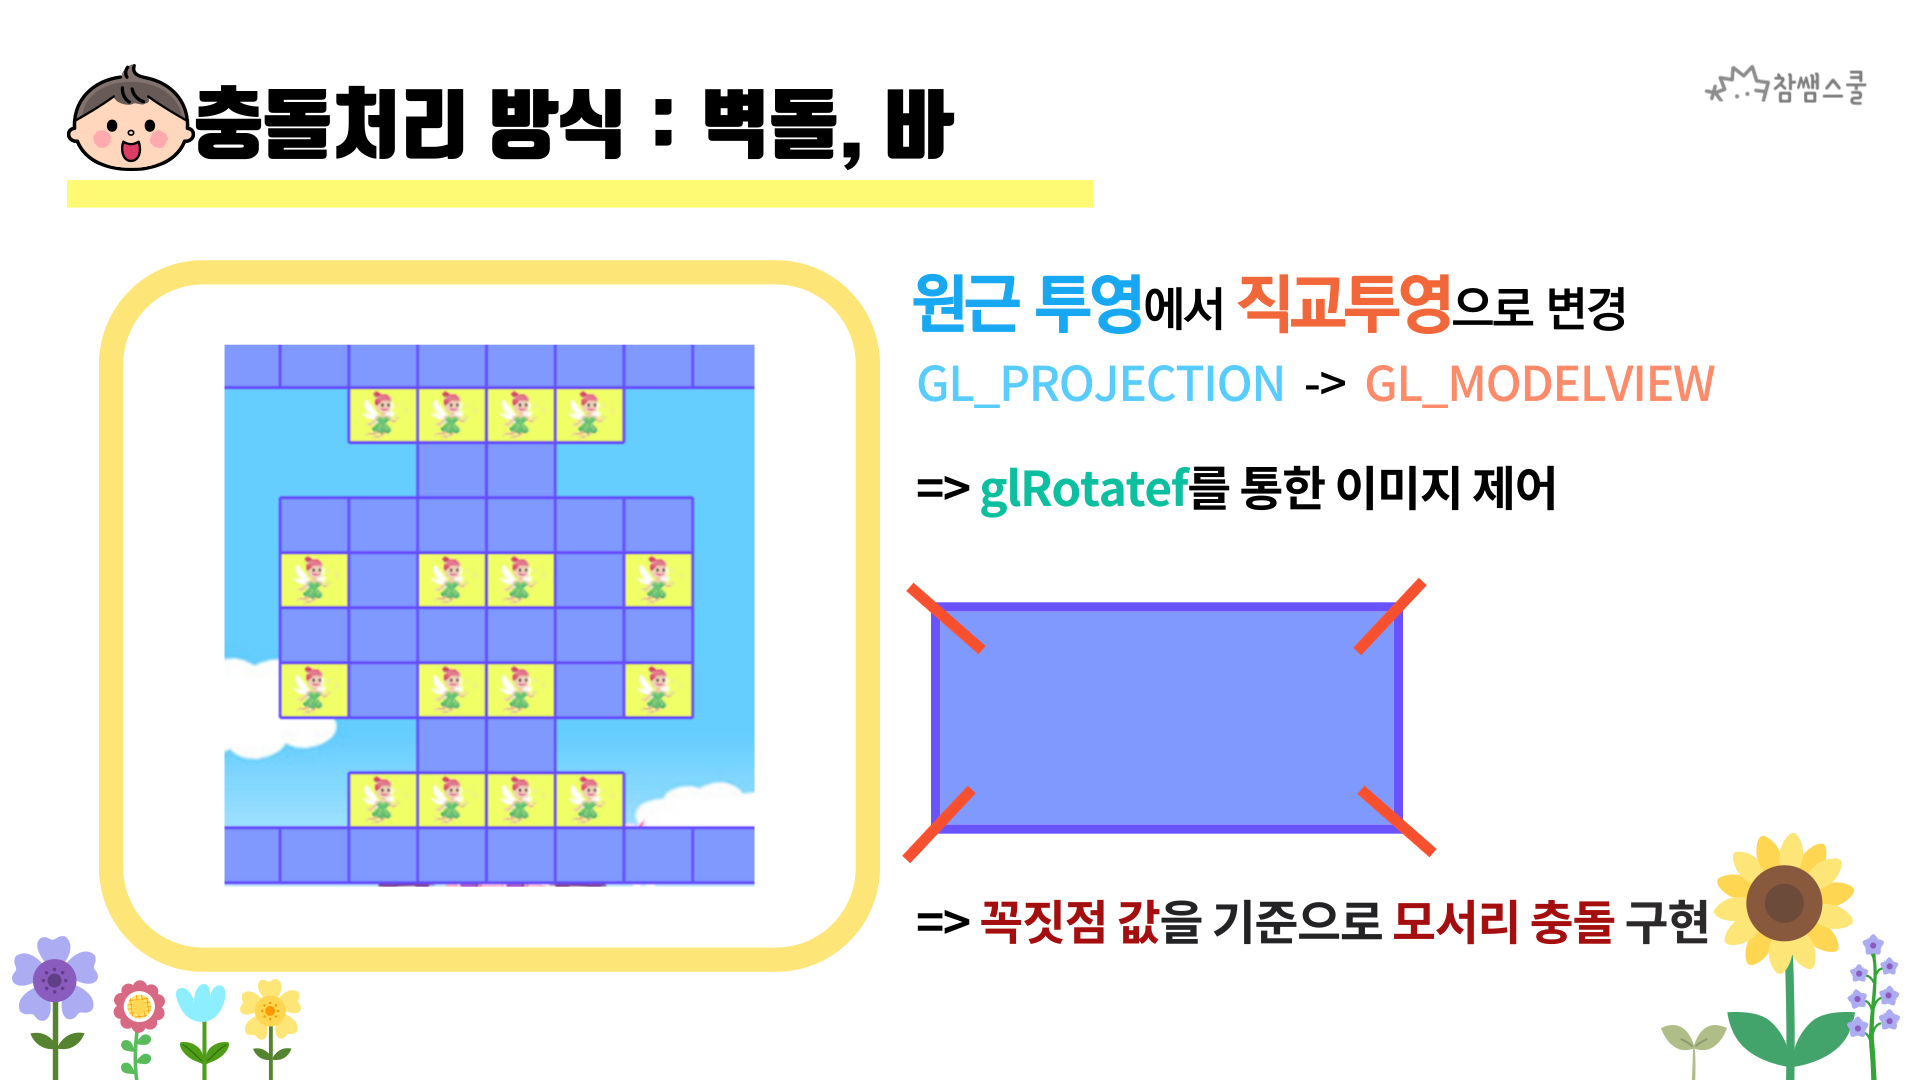 충돌처리 방식 : 벽돌, 바
참쌤스쿨
원근 투영에서 직교투영으로 변경
GL_PROJECTION -> GL_MODELVIEW
=> glRotatef를 통한 이미지 제어
=> 꼭짓점 값을 기준으로 모서리 충돌 구현